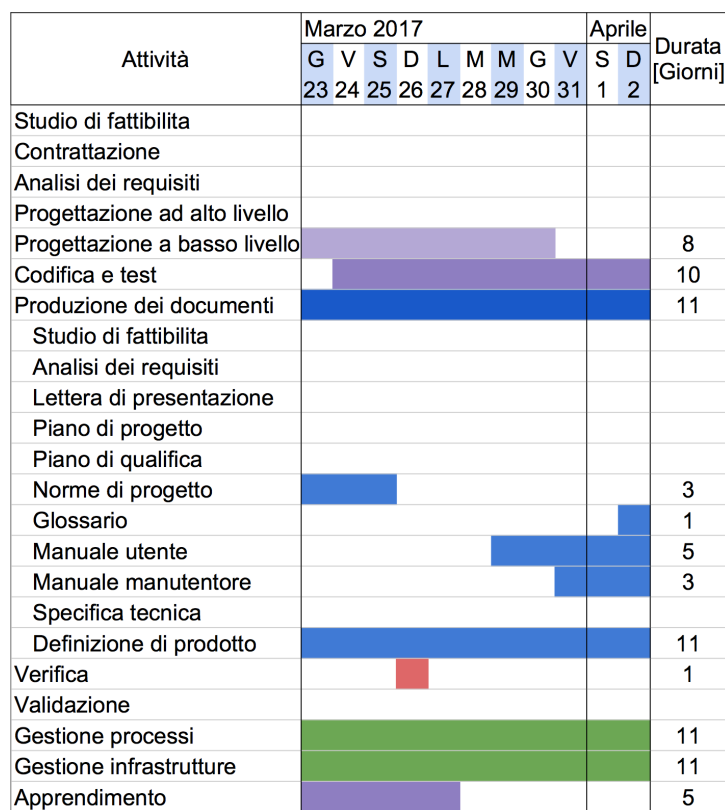 Attività
Marzo 2017
Aprile
Durata
[Giorni]
G V S D L M M G V S D
23 24 25 26 27 28 29 30 31 1 2
Studio di fattibilita
Contrattazione
Analisi dei requisiti
Progettazione ad alto livello
Progettazione a basso livello 8
Codifica e test 10
Produzione dei documenti 11
Studio di fattibilita
Analisi dei requisiti
Lettera di presentazione
Piano di progetto
Piano di qualifica
Norme di progetto 3
Glossario 1
Manuale utente 5
Manuale manutentore 3
Specifica tecnica
Definizione di prodotto 11
Verifica 1
Validazione
Gestione processi 11
Gestione infrastrutture 11
Apprendimento 5